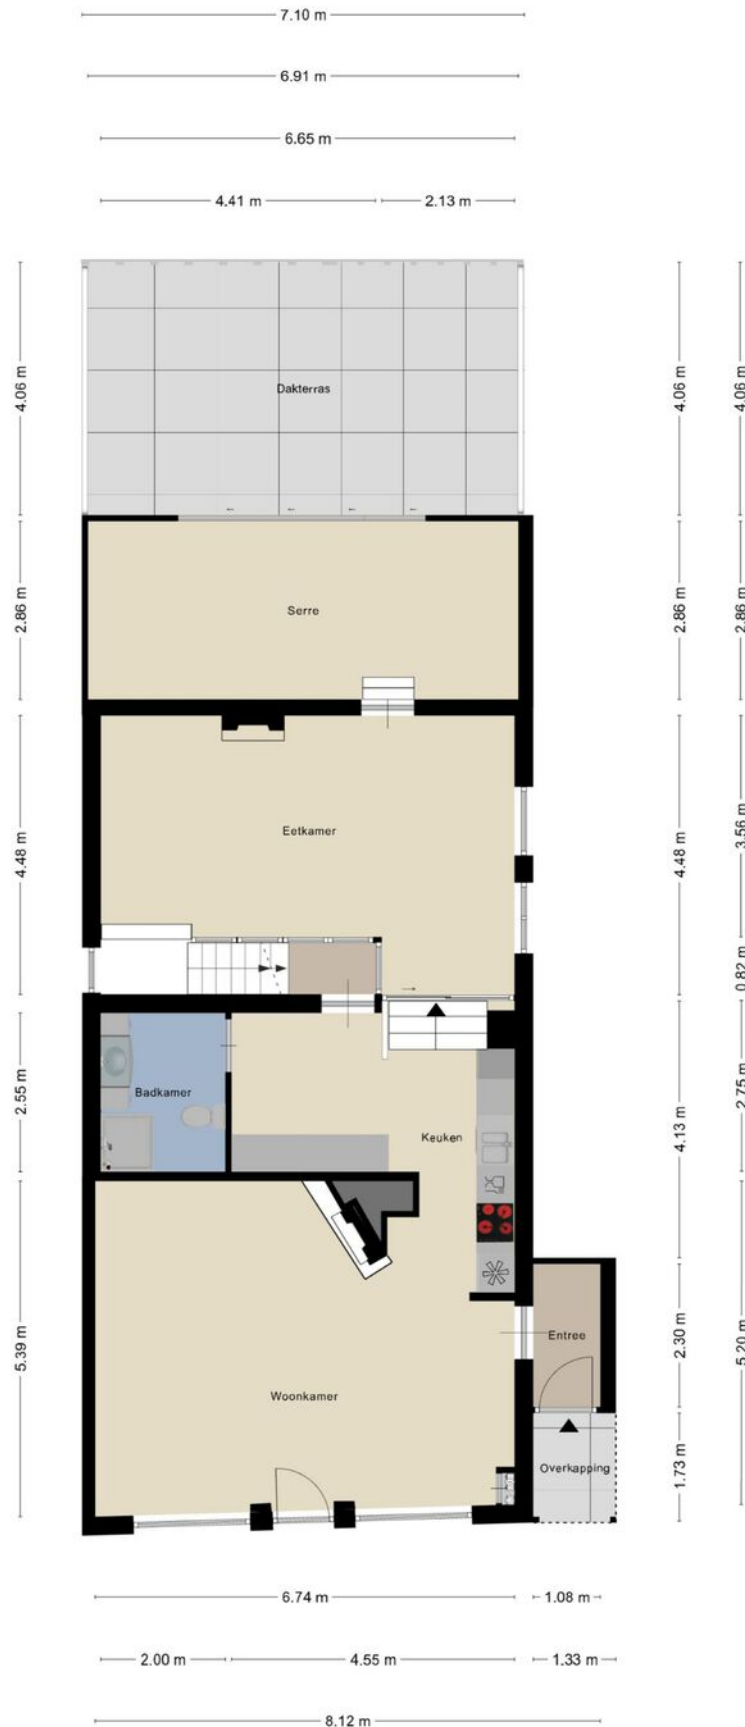 7.10 m
6.91 m
6.65 m
4.41 m
2.13 m
4.06 m
4.06 m
4.06 m
Dakterras
2.86 m
2.86 m
2.86 m
Serre
4.48 m
4.48 m
3.56 m
Eetkamer
0.82 m
2.55 m
4.13 m
2.75 m
Badkamer
Keuken
5.39 m
2.30 m
5.20 m
Entree
Woonkamer
1.73 m
Overkapping
6.74 m
1.08 m
2.00 m
4.55 m
1.33 m
8.12 m